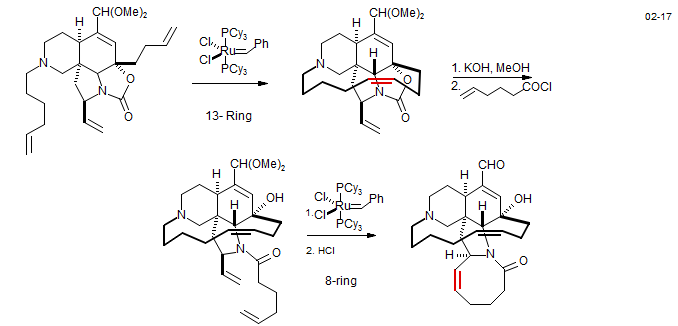 02-17
CH(OMe)₂
H
N
N
O
O
PCy₃
Cl
Cl
Ru
Ph
PCy₃
13- Ring
CH(OMe)₂
H
H
N
N
O
O
1. KOH, MeOH
2.
COCl
CH(OMe)₂
H
H
OH
N
N
O
PCy₃
Cl
1. Cl
Ru
Ph
PCy₃
2. HCl
8-ring
CHO
H
H
OH
N
H
N
O